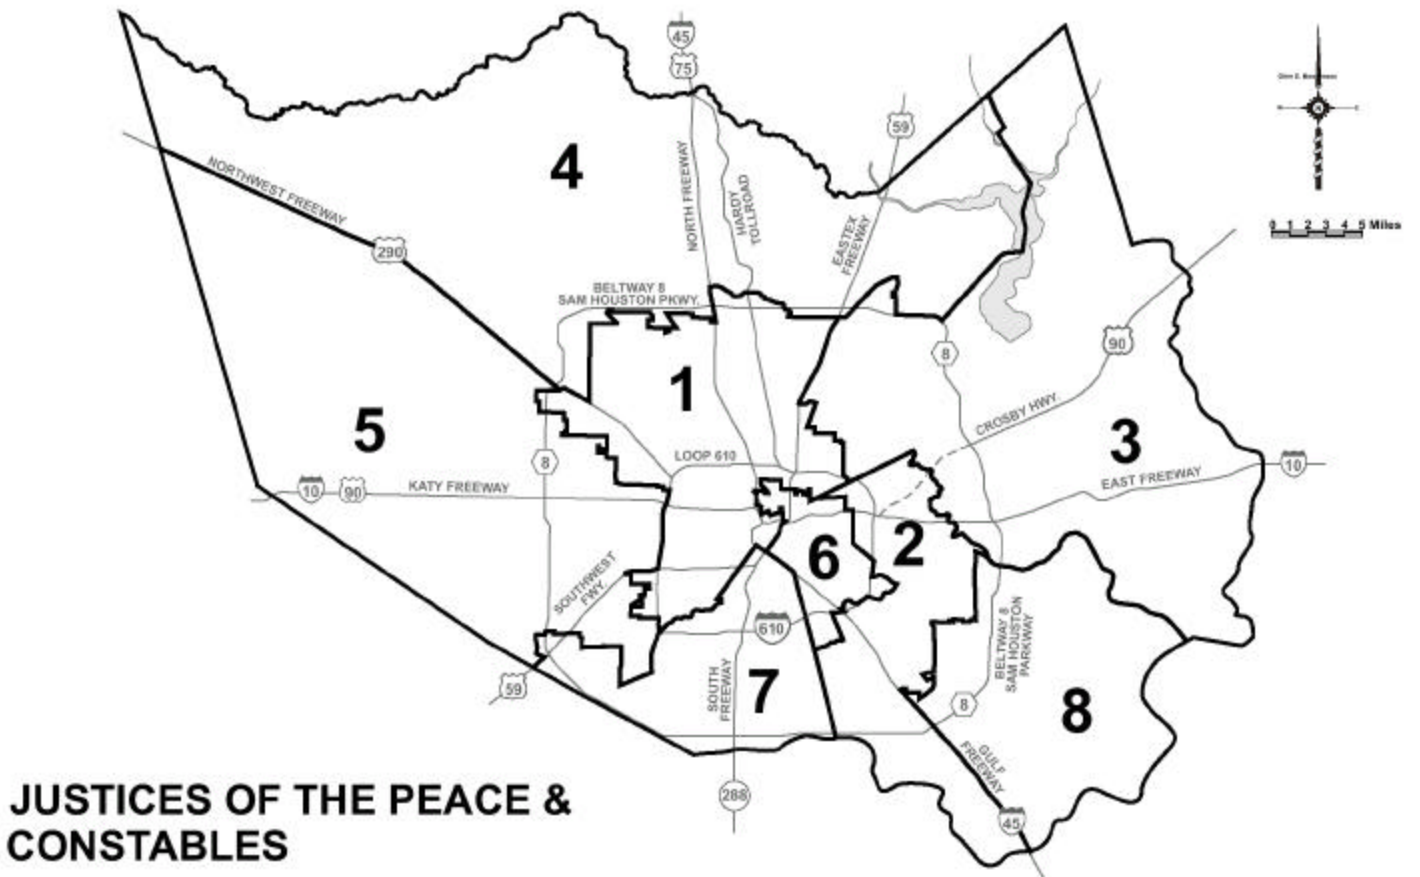 45
75
59
4
NORTHWEST FREEWAY
NORTH FREEWAY
HARDY
TOLLROAD
EASTEX
FREEWAY
0 1 2 3 4 5 Miles
290
BELTWAY 8
SAM HOUSTON PKWY.
90
8
1
CROSBY HWY.
5
3
LOOP 610
8
10
90
KATY FREEWAY
EAST FREEWAY
10
6
2
SOUTHWEST
FWY.
610
BELTWAY 8
SAM HOUSTON
PARKWAY
59
SOUTH
FREEWAY
7
8
8
GULF
FREEWAY
288
45
JUSTICES OF THE PEACE &
CONSTABLES